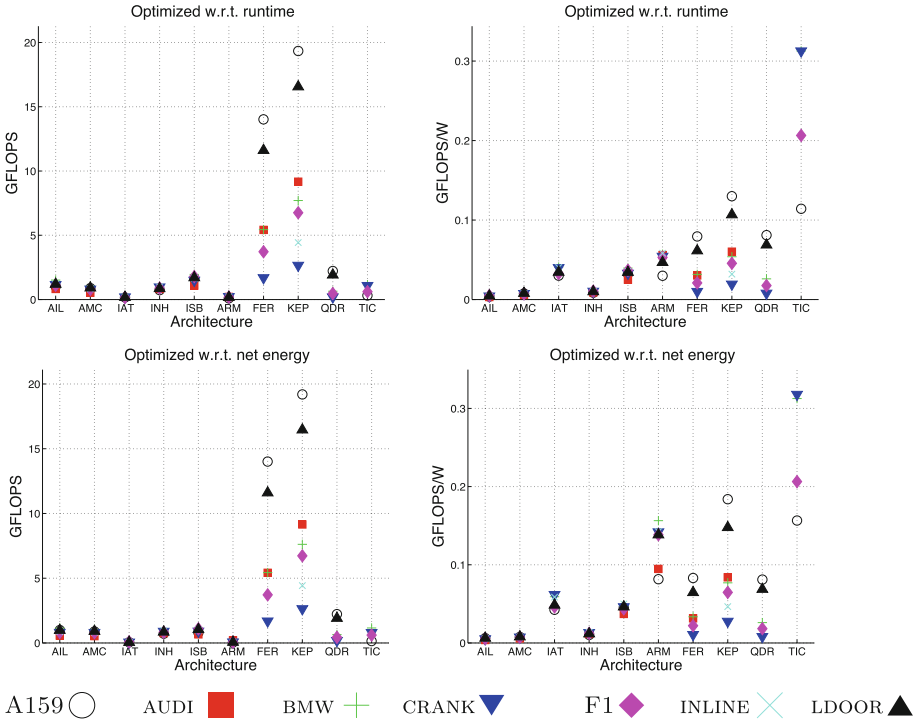 Optimized w.r.t. runtime
GFLOPS
20
15
10
5
0
AIL AMC IAT INH ISB ARM FER KEP QDR TIC
Architecture
Optimized w.r.t. runtime
GFLOPS/W
0.3
0.2
0.1
0
AIL AMC IAT INH ISB ARM FER KEP QDR TIC
Architecture
Optimized w.r.t. net energy
GFLOPS
20
15
10
5
0
AIL AMC IAT INH ISB ARM FER KEP QDR TIC
Architecture
Optimized w.r.t. net energy
GFLOPS/W
0.3
0.2
0.1
0
AIL AMC IAT INH ISB ARM FER KEP QDR TIC
Architecture
A159 AUDI BMW CRANK F1 INLINE LDOOR